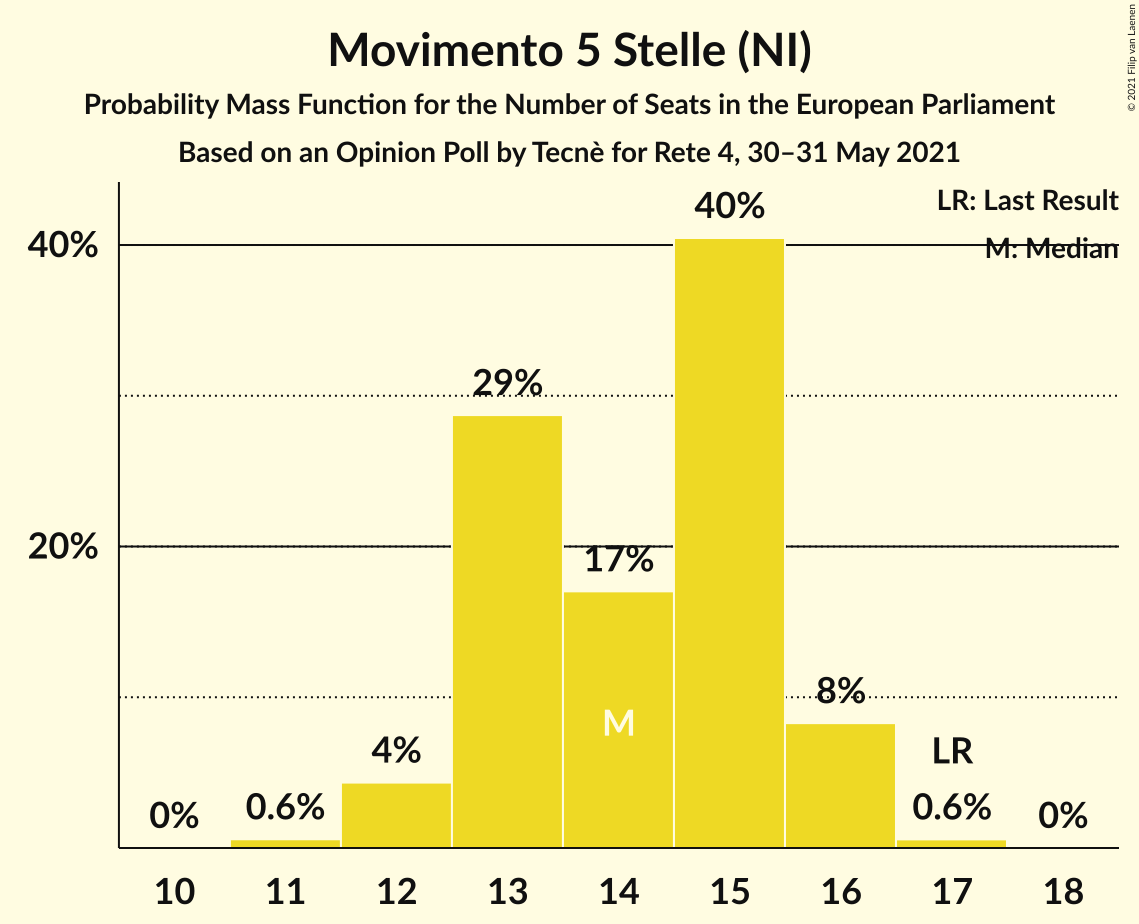 Movimento 5 Stelle (NI)
Probability Mass Function for the Number of Seats in the European Parliament
Based on an Opinion Poll by Tecnè for Rete 4, 30–31 May 2021
© 2021 Filip van Laenen
LR: Last Result
M: Median
40%
20%
0%
0.6%
4%
29%
17%
M
40%
8%
LR
0.6%
0%
10 11 12 13 14 15 16 17 18